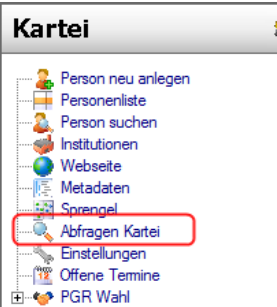 Kartei
Person neu anlegen
Personenliste
Person suchen
Institutionen
Webseite
Metadaten
Sprengel
Abfragen Kartei
Einstellungen
Offene Termine
PGR Wahl